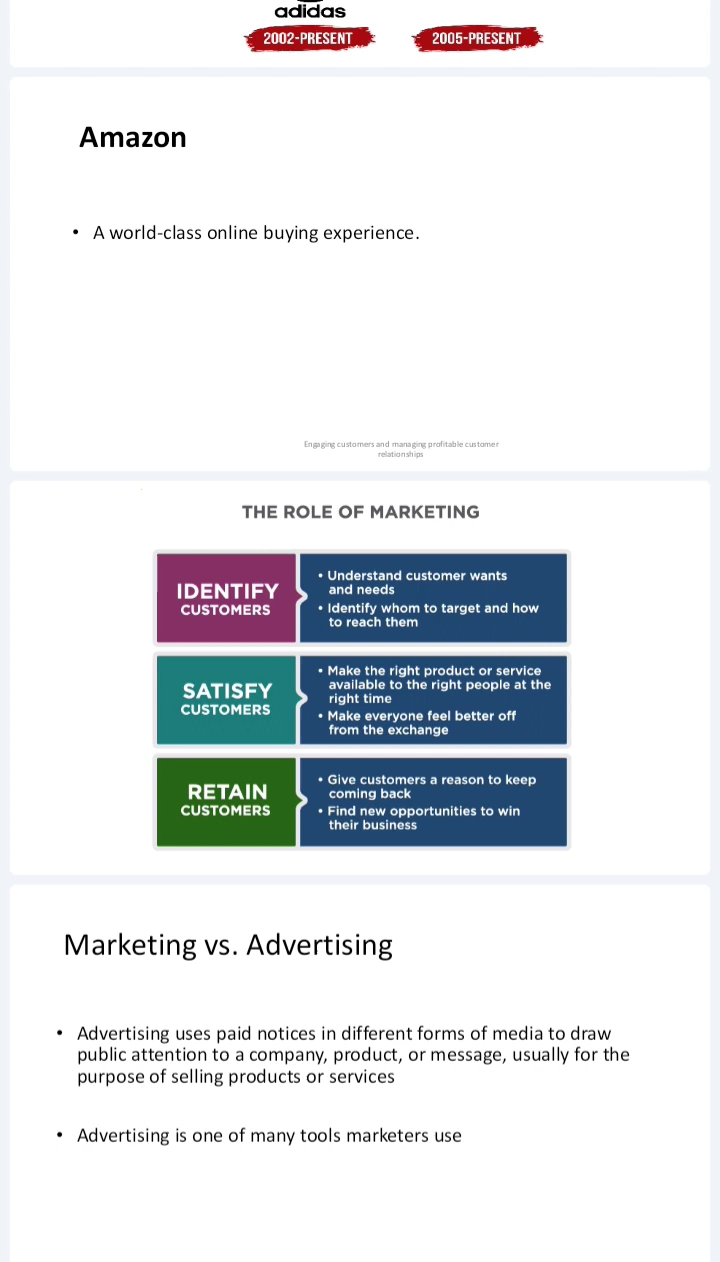 adidas
2002-PRESENT
2005-PRESENT
Amazon
• A world-class online buying experience.
Engaging customers and managing profitable customer
relationships
THE ROLE OF MARKETING
IDENTIFY
CUSTOMERS
• Understand customer wants
and needs
• Identify whom to target and how
to reach them
SATISFY
CUSTOMERS
• Make the right product or service
available to the right people at the
right time
• Make everyone feel better off
from the exchange
RETAIN
CUSTOMERS
• Give customers a reason to keep
coming back
• Find new opportunities to win
their business
Marketing vs. Advertising
• Advertising uses paid notices in different forms of media to draw
public attention to a company, product, or message, usually for the
purpose of selling products or services
• Advertising is one of many tools marketers use